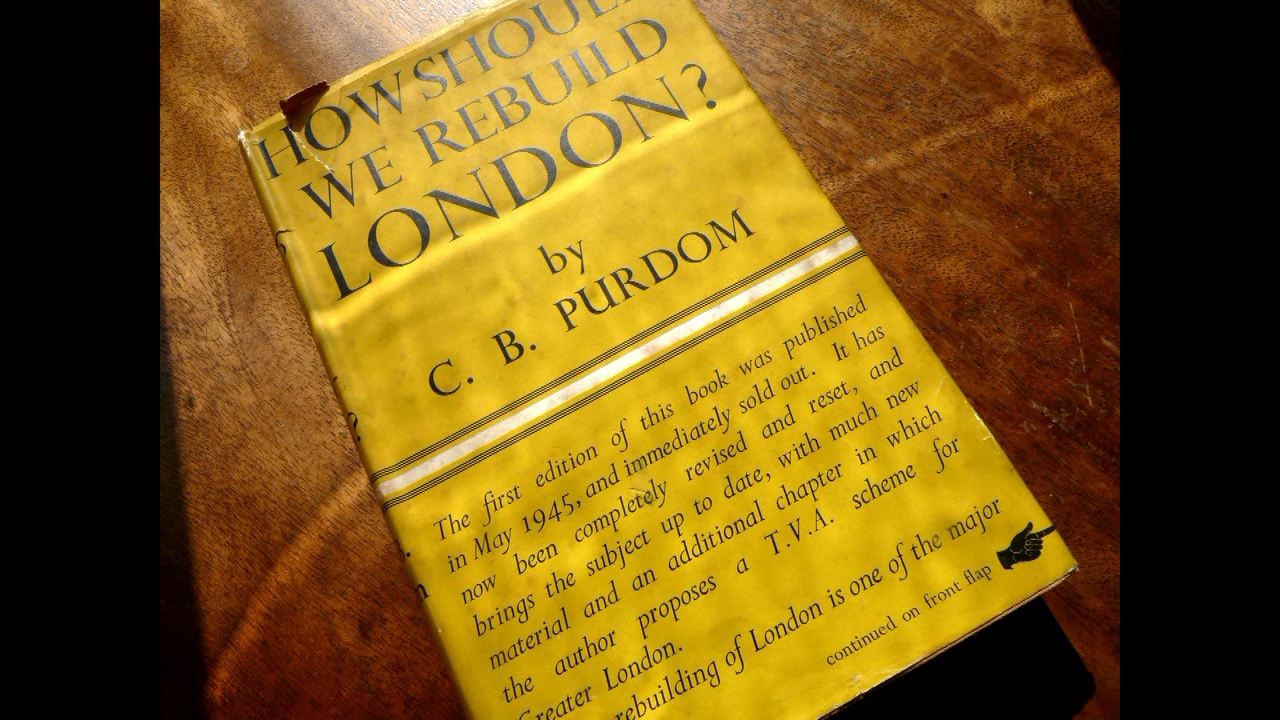 HOW SHOUL
WE REBUILD
LONDON?
by
C. B. PURDOM
The first edition of this book was published
in May 1945, and immediately sold out. It has
now been completely revised and reset, and
brings the subject up to date, with much new
material and an additional chapter in which
the author proposes a T.V.A. scheme for
Greater London.
rebuilding of London is one of the major
continued on front flap